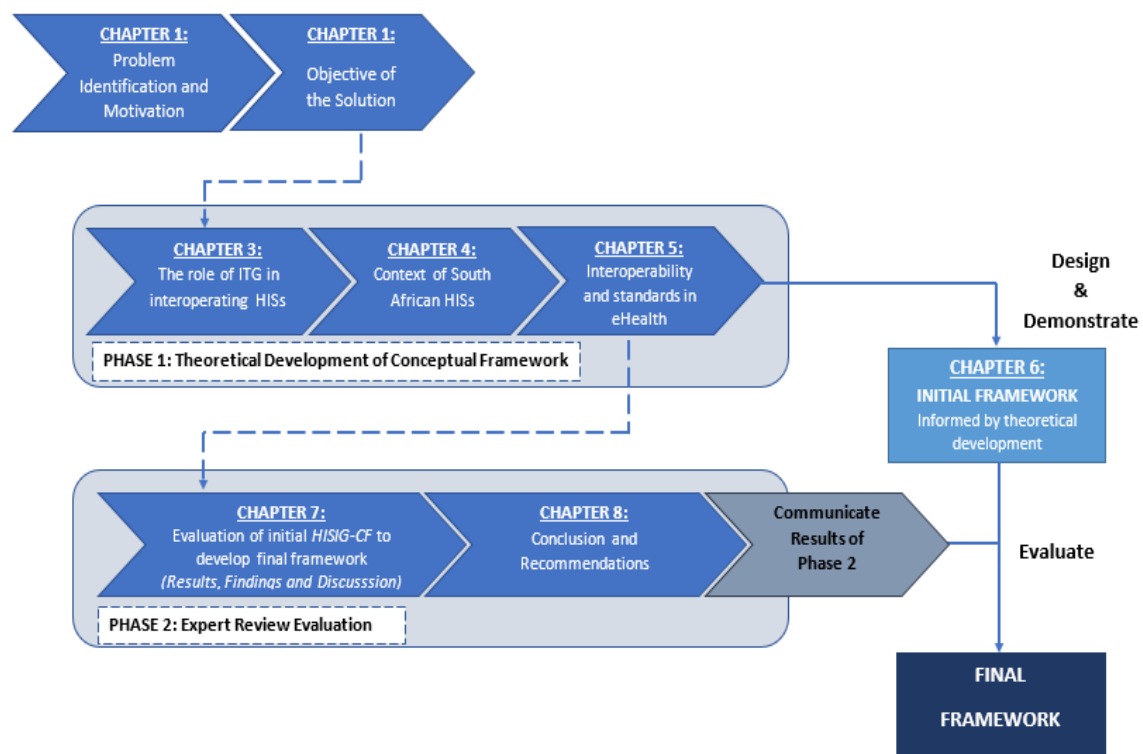 CHAPTER 1:
Problem
Identification and
Motivation
CHAPTER 1:
Objective of
the Solution
CHAPTER 3:
The role of ITG in
interoperating HISs
CHAPTER 4:
Context of South
African HISs
CHAPTER 5:
Interoperability
and standards in
eHealth
PHASE 1: Theoretical Development of Conceptual Framework
Design
&
Demonstrate
CHAPTER 6:
INITIAL FRAMEWORK
Informed by theoretical
development
CHAPTER 7:
Evaluation of initial HISIG-CF to
develop final framework
(Results, Findings and Discusssion)
CHAPTER 8:
Conclusion and
Recommendations
Communicate
Results of
Phase 2
Evaluate
PHASE 2: Expert Review Evaluation
FINAL
FRAMEWORK